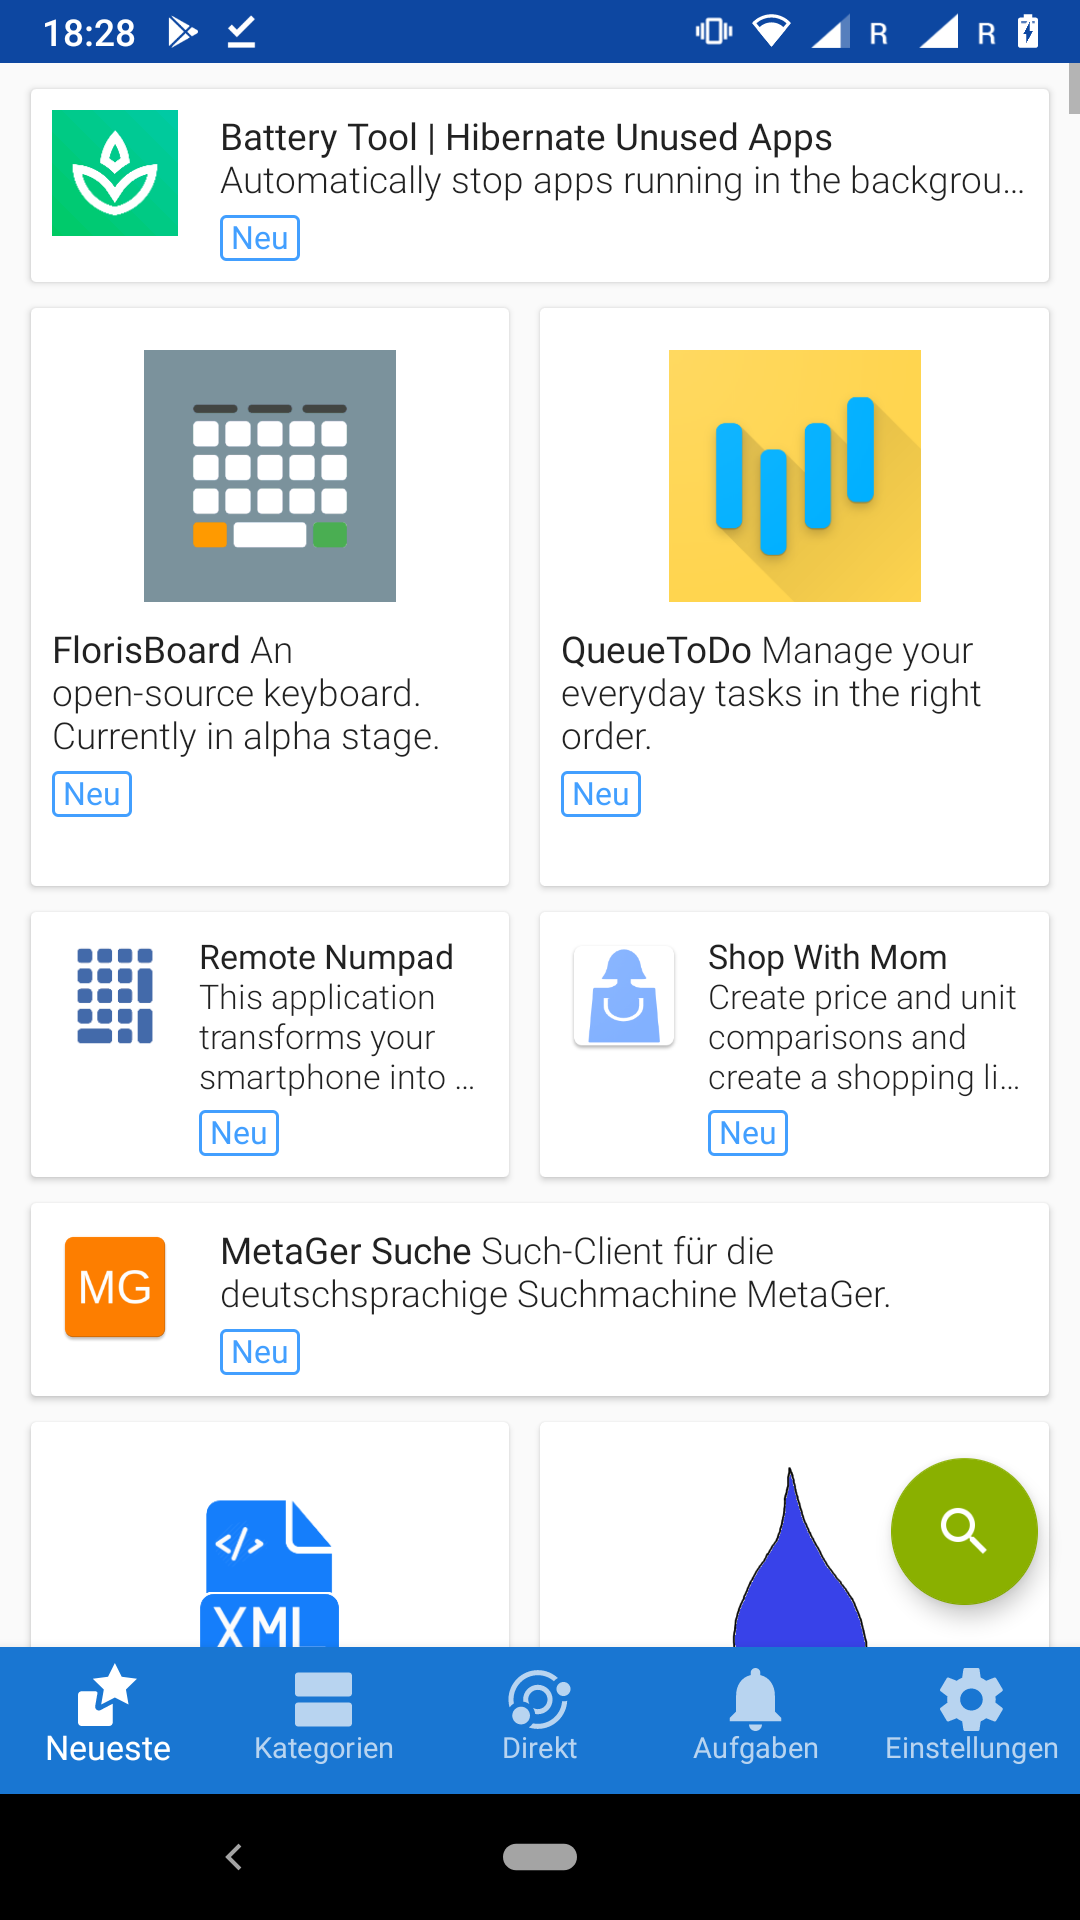 18:28
R
R
Battery Tool | Hibernate Unused Apps
Automatically stop apps running in the backgrou...
Neu
FlorisBoard An
open-source keyboard.
Currently in alpha stage.
Neu
QueueToDo Manage your
everyday tasks in the right
order.
Neu
Remote Numpad
This application
transforms your
smartphone into ...
Neu
Shop With Mom
Create price and unit
comparisons and
create a shopping li...
Neu
MG
MetaGer Suche Such-Client für die
deutschsprachige Suchmachine MetaGer.
Neu
</>
XML
Neueste
Kategorien
Direkt
Aufgaben
Einstellungen